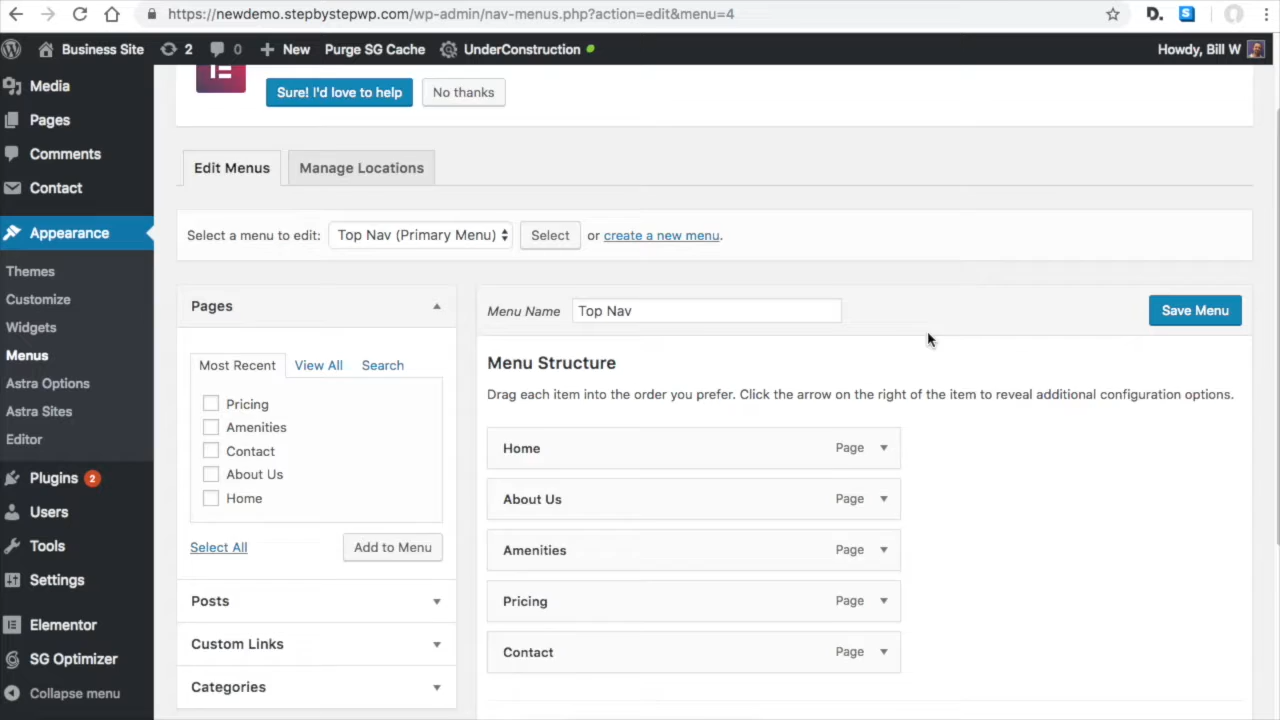 https://newdemo.stepbystepwp.com/wp-admin/nav-menus.php?action=edit&menu=4
D.
S
Business Site
2
0
New
Purge SG Cache
UnderConstruction
Howdy, Bill W
Media
Pages
Comments
Contact
Appearance
Themes
Customize
Widgets
Menus
Astra Options
Astra Sites
Editor
Plugins 2
Users
Tools
Settings
Elementor
SG Optimizer
Collapse menu
Sure! I'd love to help
No thanks
Edit Menus
Manage Locations
Select a menu to edit: Top Nav (Primary Menu) Select or create a new menu.
Pages
Most Recent View All Search
Pricing
Amenities
Contact
About Us
Home
Select All
Add to Menu
Posts
Custom Links
Categories
Menu Name Top Nav
Save Menu
Menu Structure
Drag each item into the order you prefer. Click the arrow on the right of the item to reveal additional configuration options.
Home Page
About Us Page
Amenities Page
Pricing Page
Contact Page